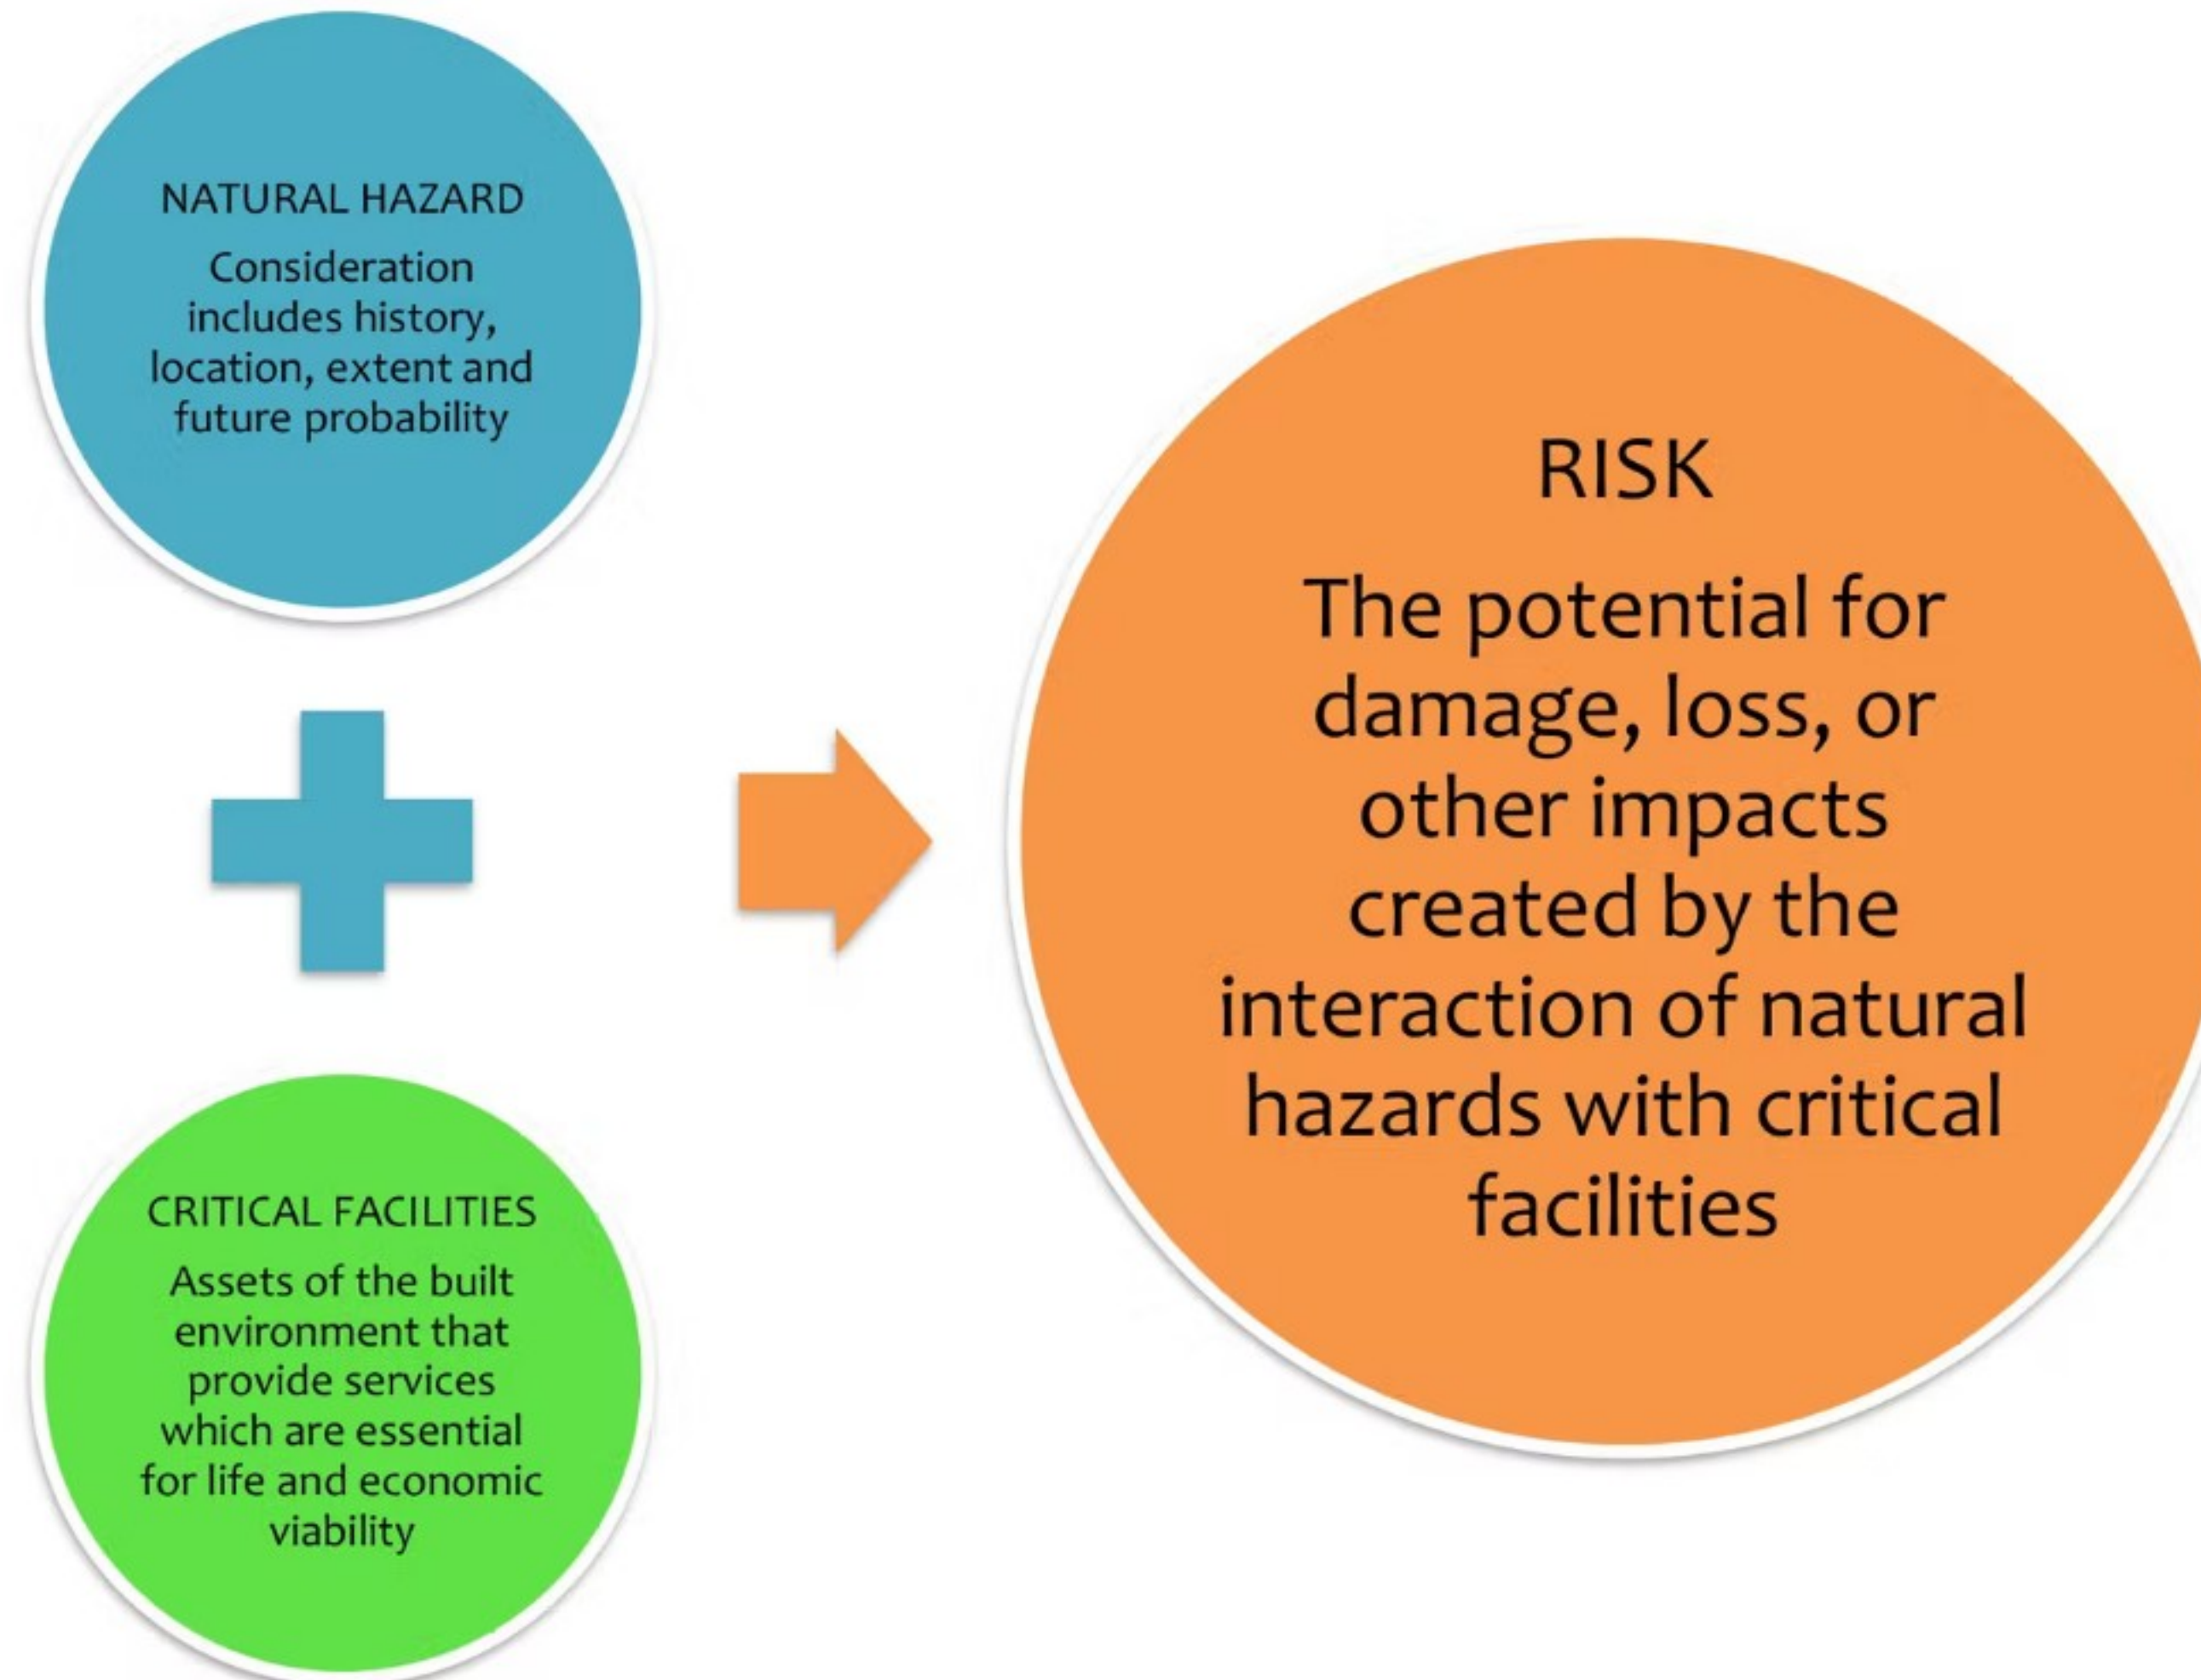 NATURAL HAZARD
Consideration
includes history,
location, extent and
future probability
CRITICAL FACILITIES
Assets of the built
environment that
provide services
which are essential
for life and economic
viability
RISK
The potential for
damage, loss, or
other impacts
created by the
interaction of natural
hazards with critical
facilities